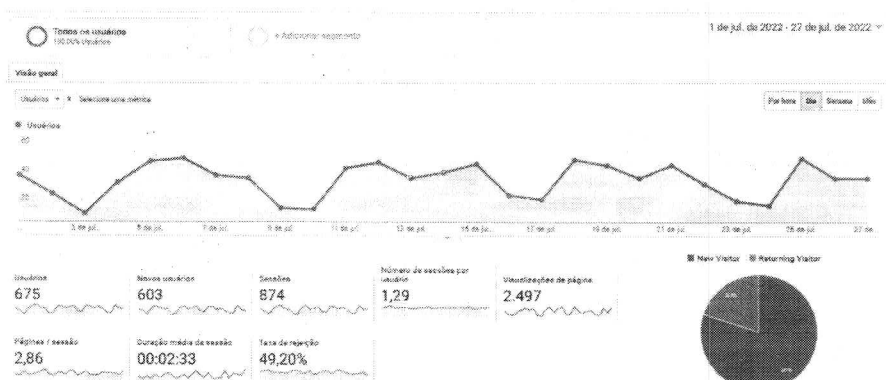 Todos os usuários
100,00% Usuários
+ Adicionar segmento
1 de jul. de 2022 - 27 de jul. de 2022
Visão geral
Usuários
Selecione uma métrica
Por hora Dia Semana Mês
Usuários
60
40
20
...
3 de jul.
5 de jul.
7 de jul.
9 de jul.
11 de jul.
13 de jul.
15 de jul.
17 de jul.
19 de jul.
21 de jul.
23 de jul.
25 de jul.
27 de...
New Visitor Returning Visitor
Usuários
675
Novos usuários
603
Sessões
874
Número de sessões por
usuário
1,29
Visualizações de página
2.497
Páginas / sessão
2,86
Duração média da sessão
00:02:33
Taxa de rejeição
49,20%